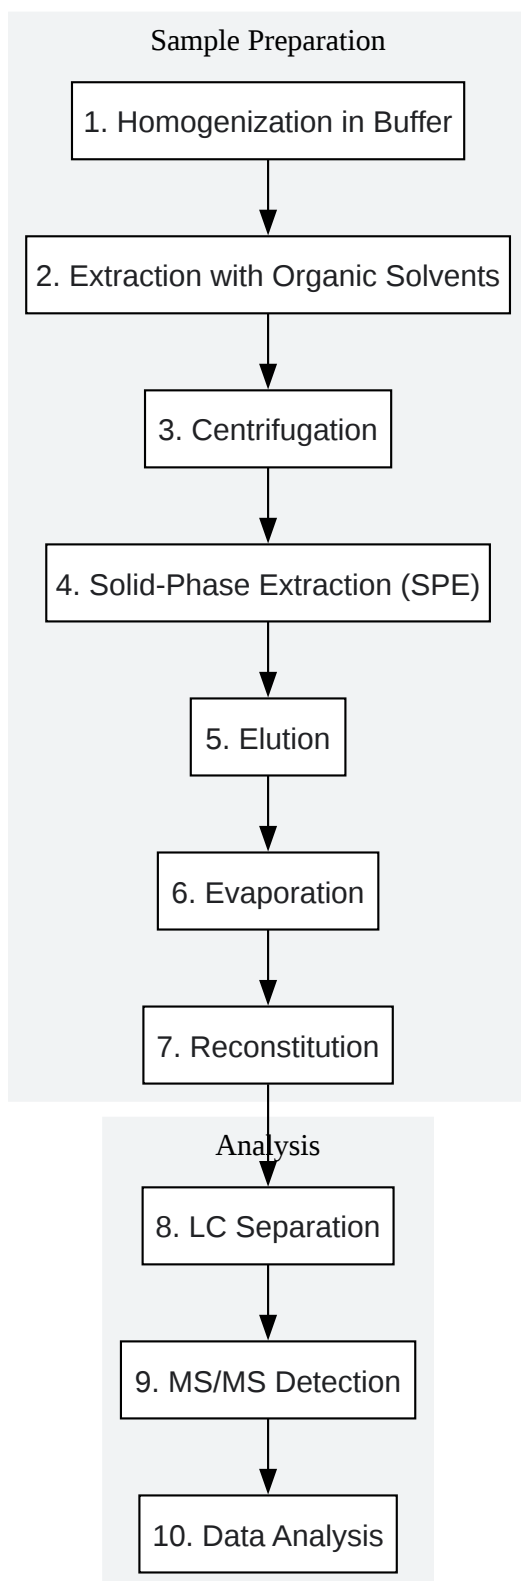 Sample Preparation
1. Homogenization in Buffer
2. Extraction with Organic Solvents
3. Centrifugation
4. Solid-Phase Extraction (SPE)
5. Elution
6. Evaporation
7. Reconstitution
Analysis
8. LC Separation
9. MS/MS Detection
10. Data Analysis